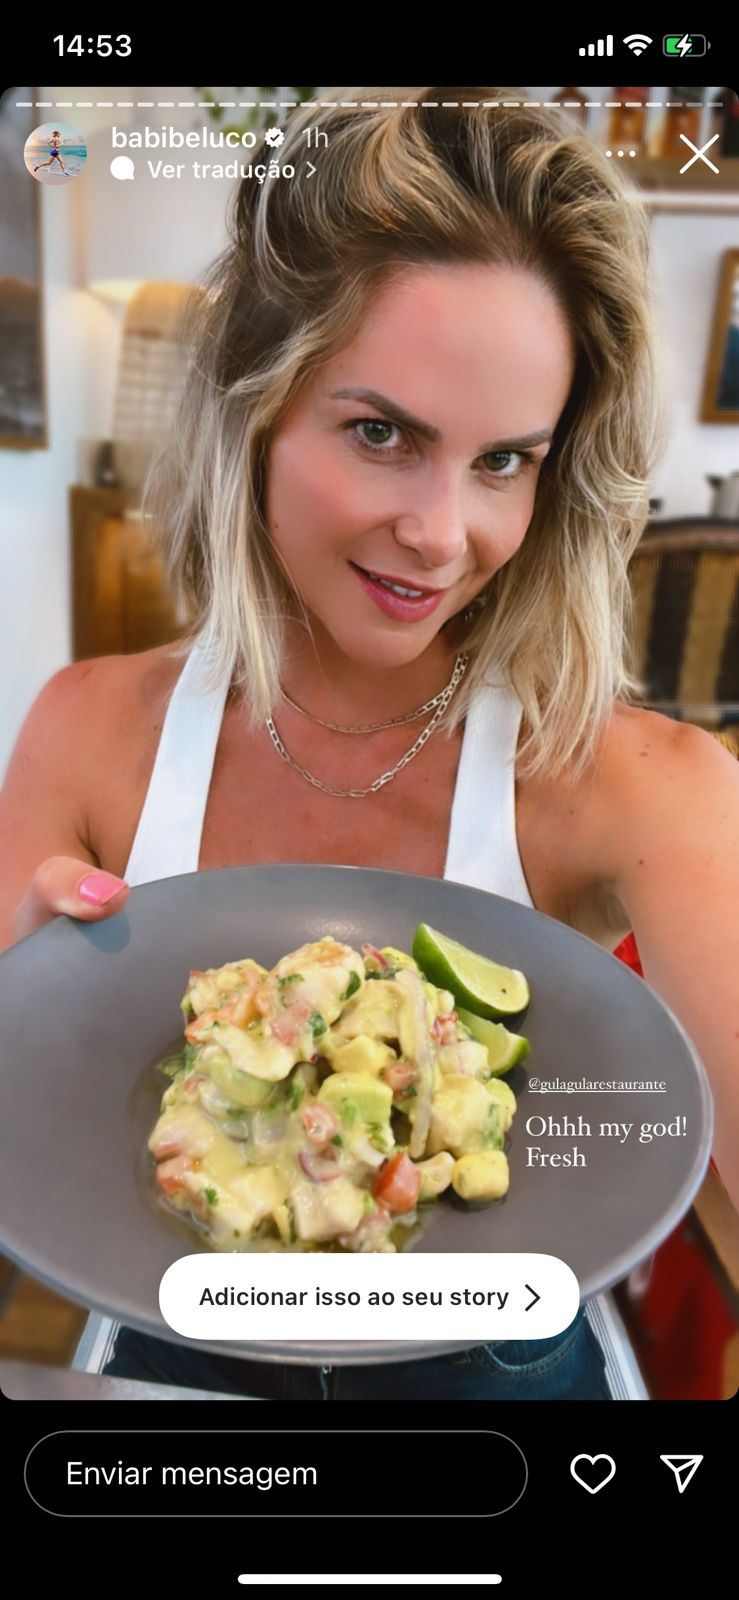 14:53
babibeluco 1h
Ver tradução
@gulagularestaurante
Ohhh my god!
Fresh
Adicionar isso ao seu story
Enviar mensagem